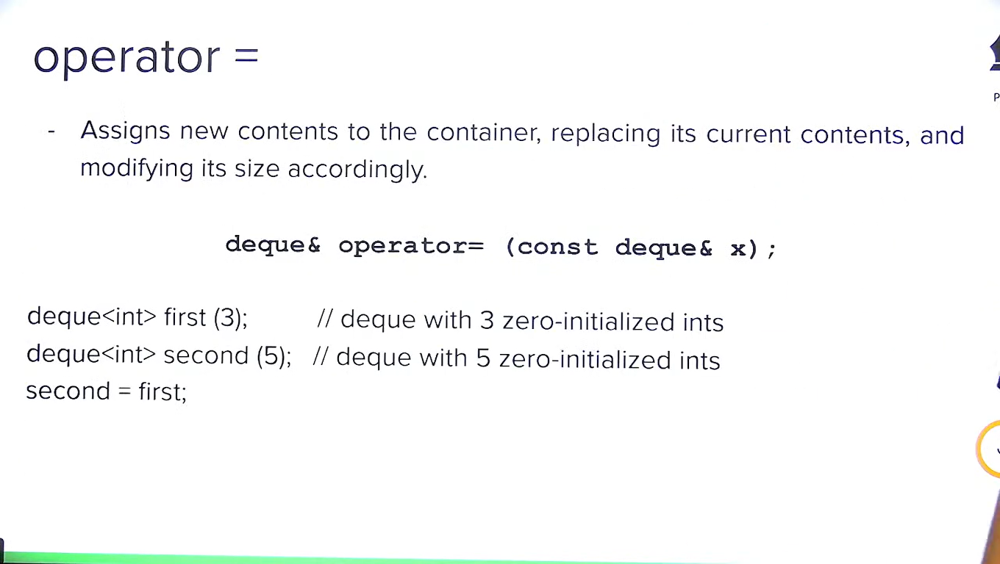 operator =
- Assigns new contents to the container, replacing its current contents, and
modifying its size accordingly.
deque& operator= (const deque& x);
deque<int> first (3); // deque with 3 zero-initialized ints
deque<int> second (5); // deque with 5 zero-initialized ints
second = first;